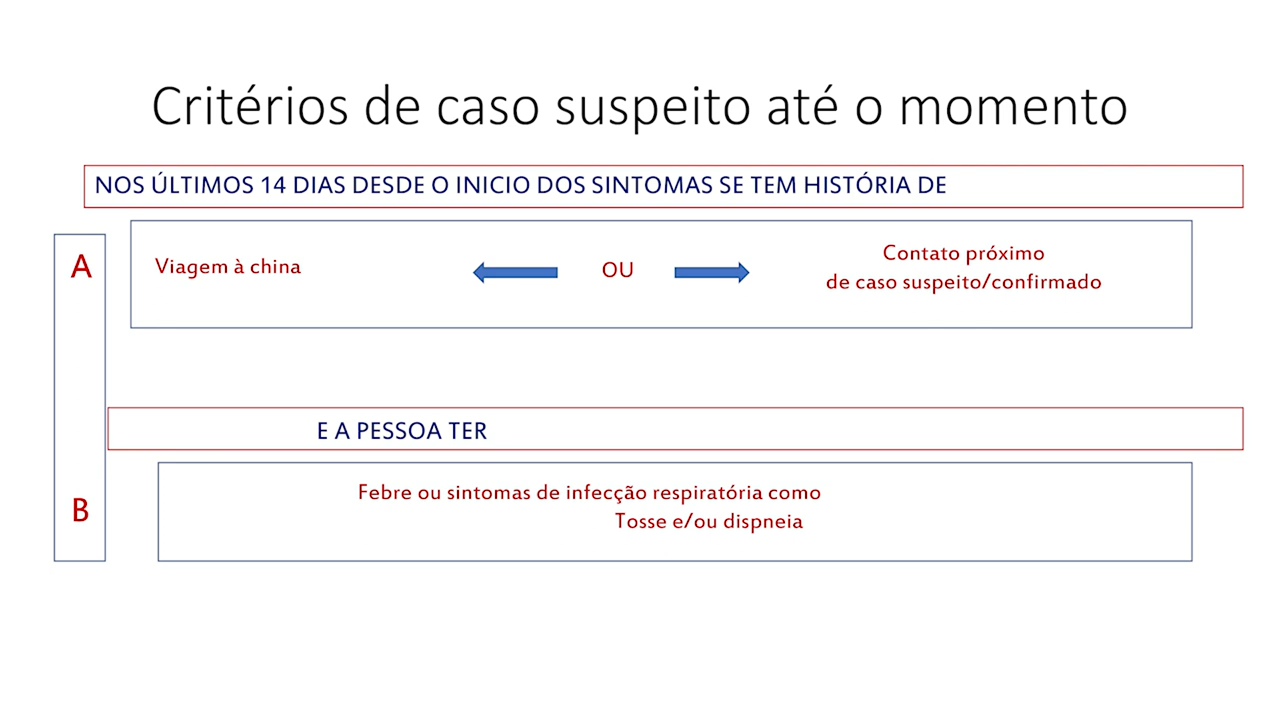 Critérios de caso suspeito até o momento
NOS ÚLTIMOS 14 DIAS DESDE O INICIO DOS SINTOMAS SE TEM HISTÓRIA DE
A
Viagem à china
OU
Contato próximo
de caso suspeito/confirmado
E A PESSOA TER
B
Febre ou sintomas de infecção respiratória como
Tosse e/ou dispneia